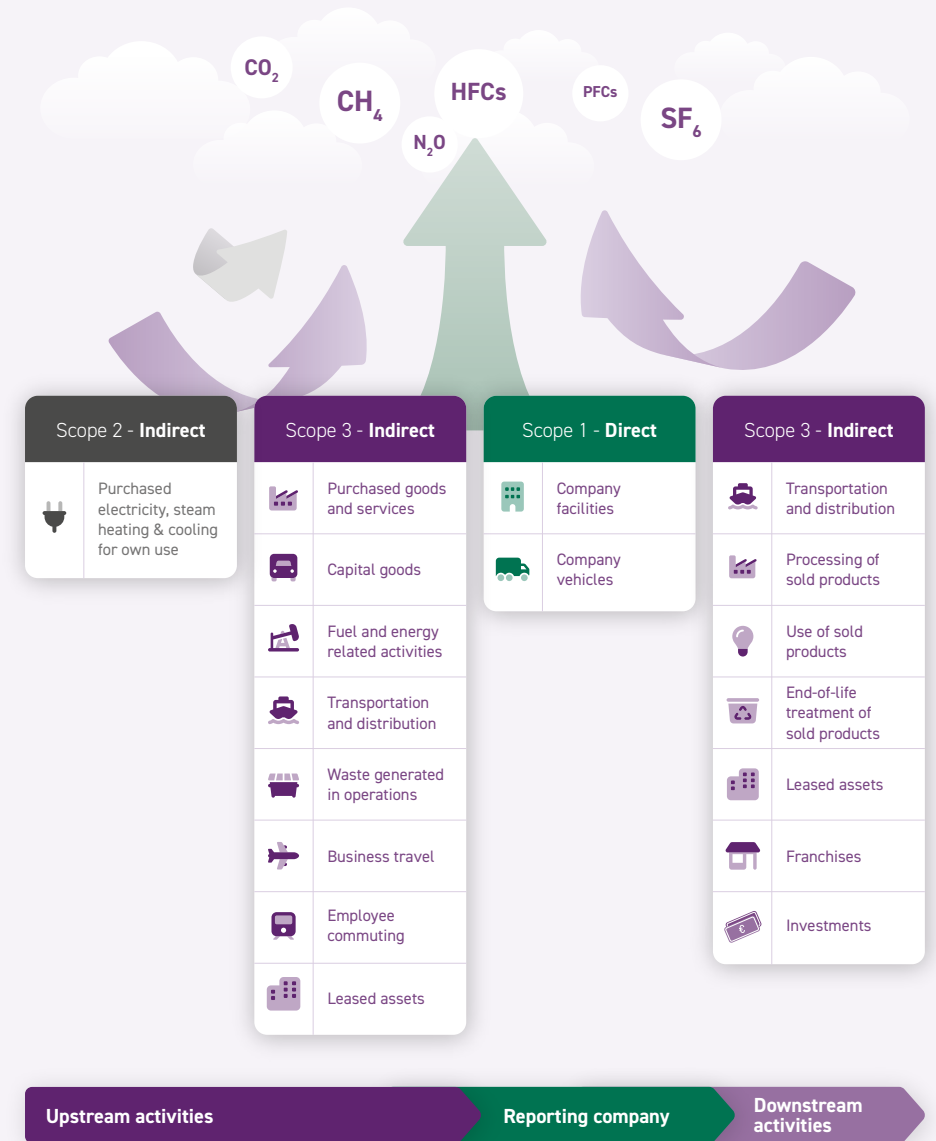 CO₂
CH₄
HFCs
PFCs
SF₆
N₂O
Scope 2 - Indirect
Purchased
electricity, steam
heating & cooling
for own use
Scope 3 - Indirect
Purchased goods
and services
Capital goods
Fuel and energy
related activities
Transportation
and distribution
Waste generated
in operations
Business travel
Employee
commuting
Leased assets
Scope 1 - Direct
Company
facilities
Company
vehicles
Scope 3 - Indirect
Transportation
and distribution
Processing of
sold products
Use of sold
products
End-of-life
treatment of
sold products
Leased assets
Franchises
€
Investments
Upstream activities
Reporting company
Downstream
activities